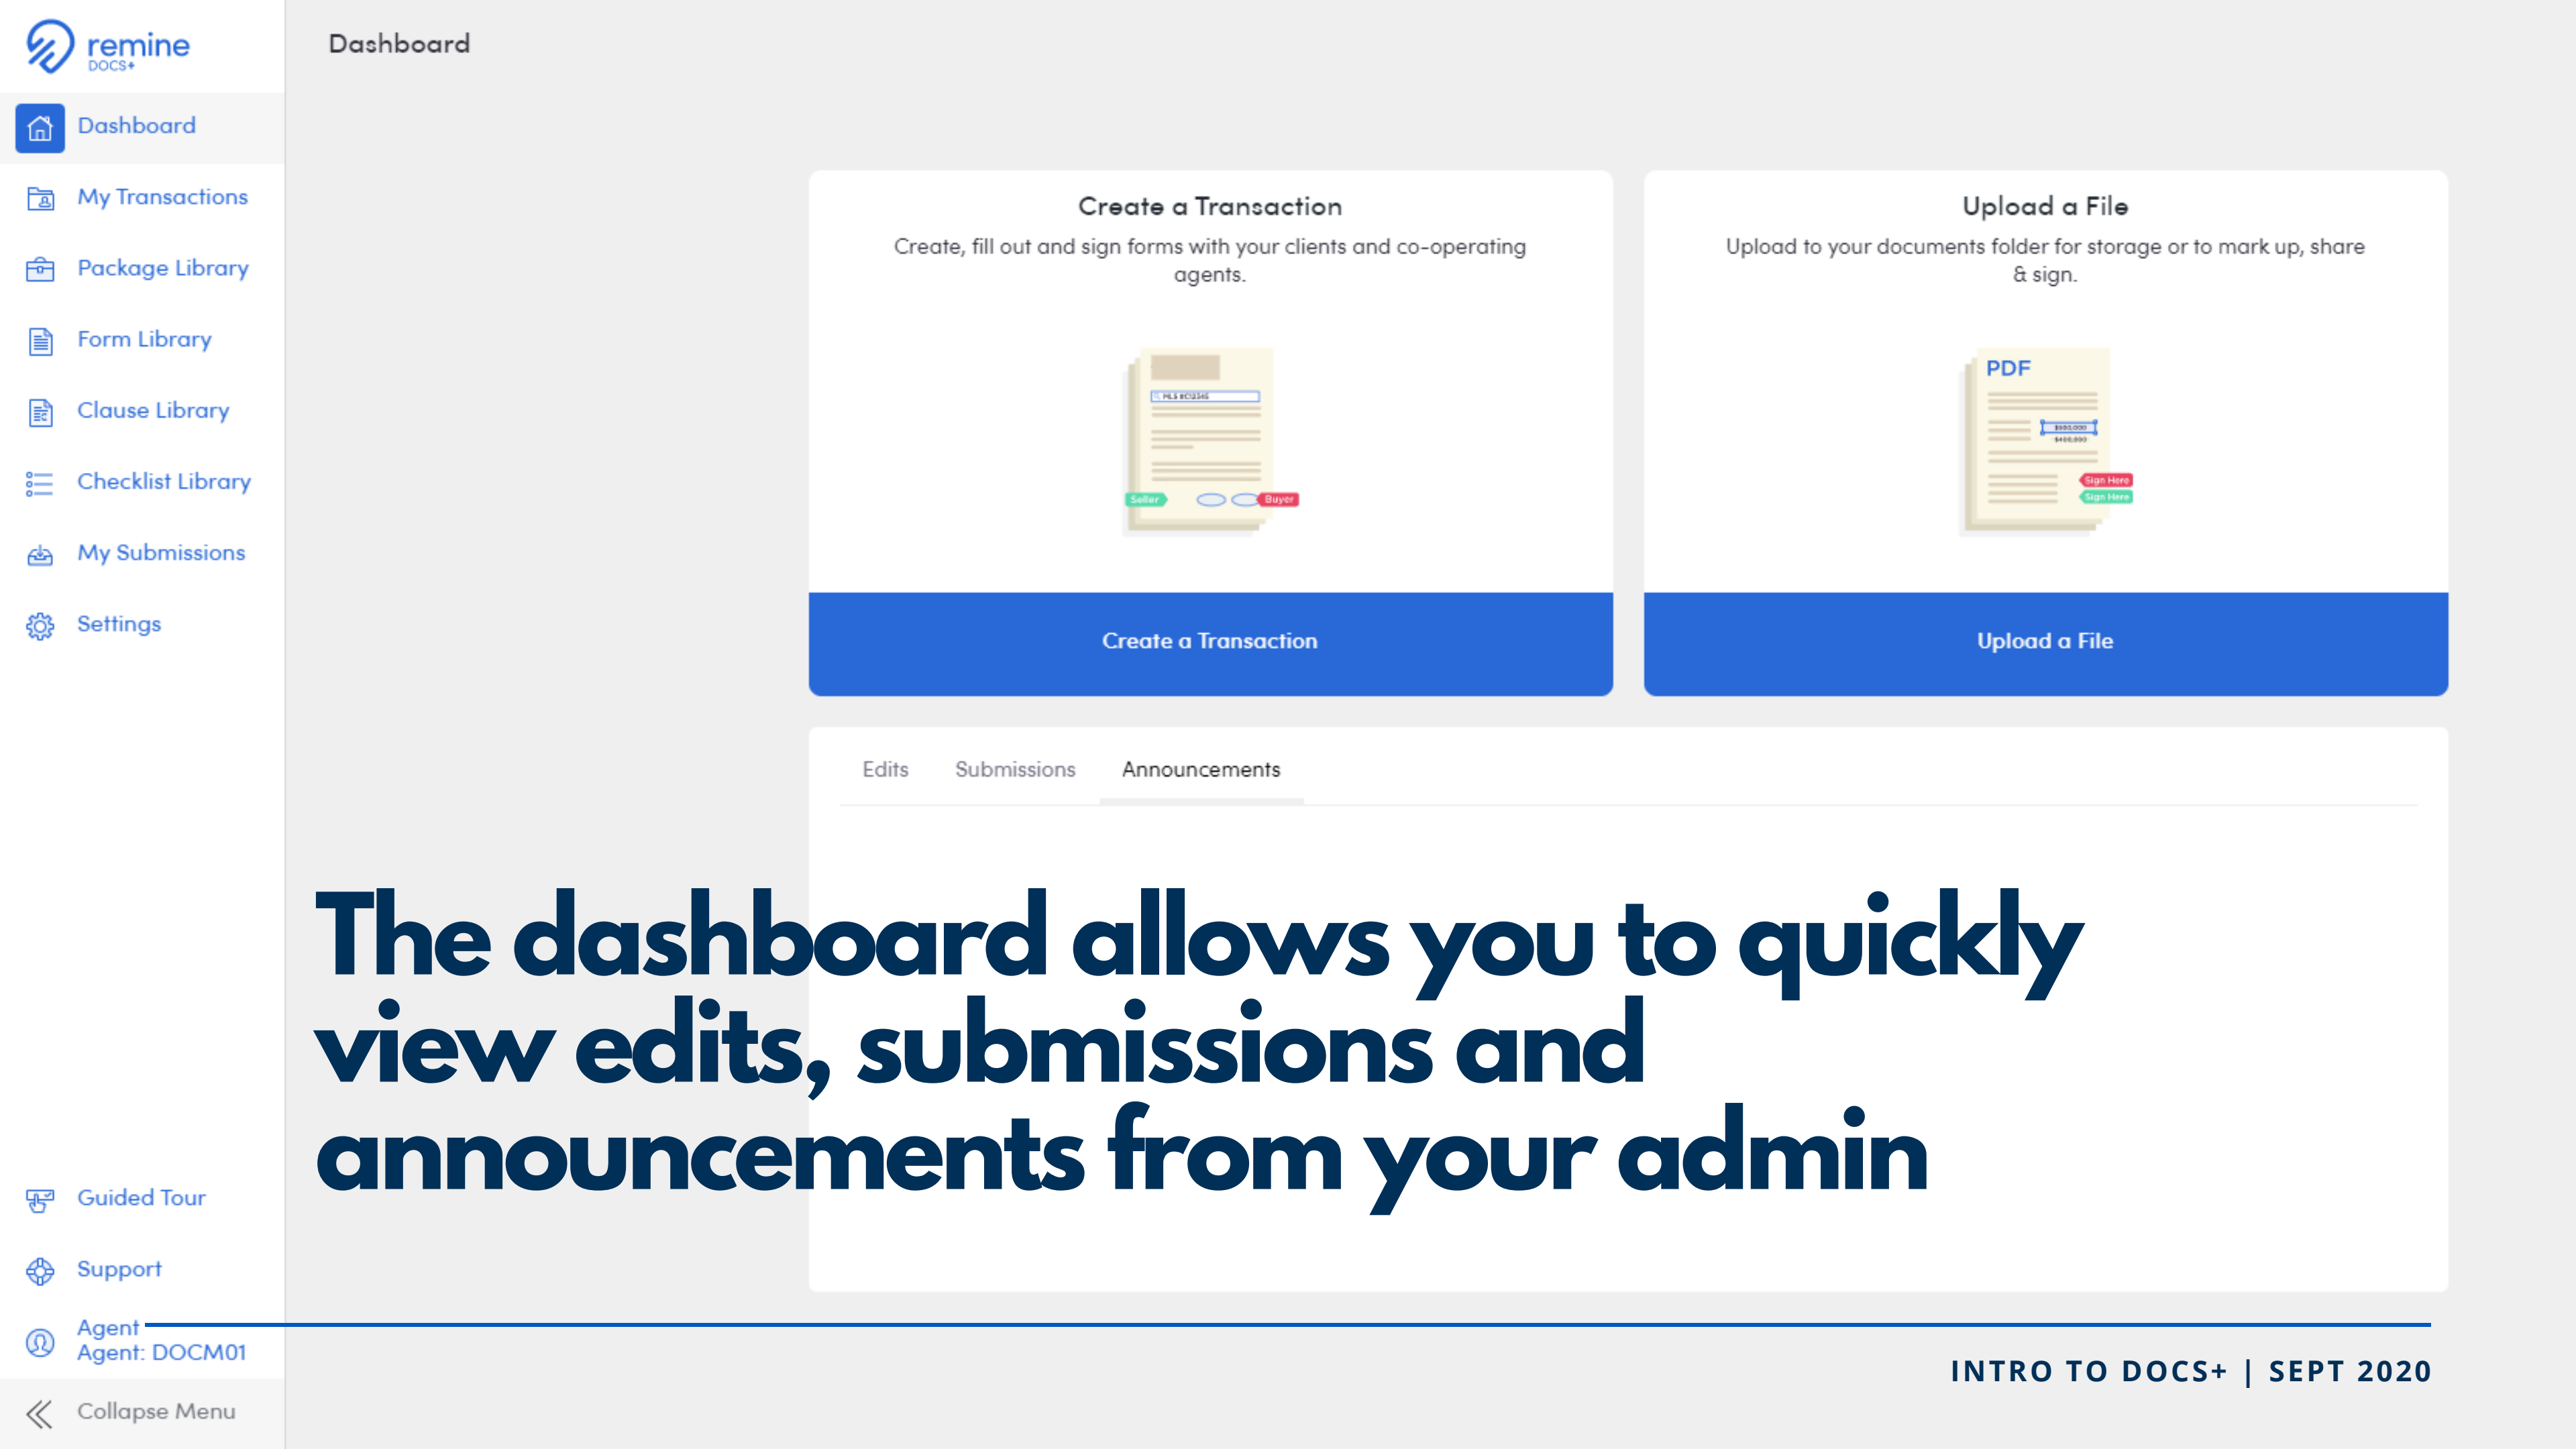 remine
DOCS+
Dashboard
My Transactions
Package Library
Form Library
Clause Library
Checklist Library
My Submissions
Settings
Guided Tour
Support
Agent
Agent: DOCM01
Collapse Menu
Dashboard
Create a Transaction
Create, fill out and sign forms with your clients and co-operating
agents.
MLS #C12345
Seller
Buyer
Create a Transaction
Upload a File
Upload to your documents folder for storage or to mark up, share
& sign.
PDF
$400,000
Sign Here
Sign Here
Upload a File
Edits Submissions Announcements
The dashboard allows you to quickly
view edits, submissions and
announcements from your admin
INTRO TO DOCS+ | SEPT 2020